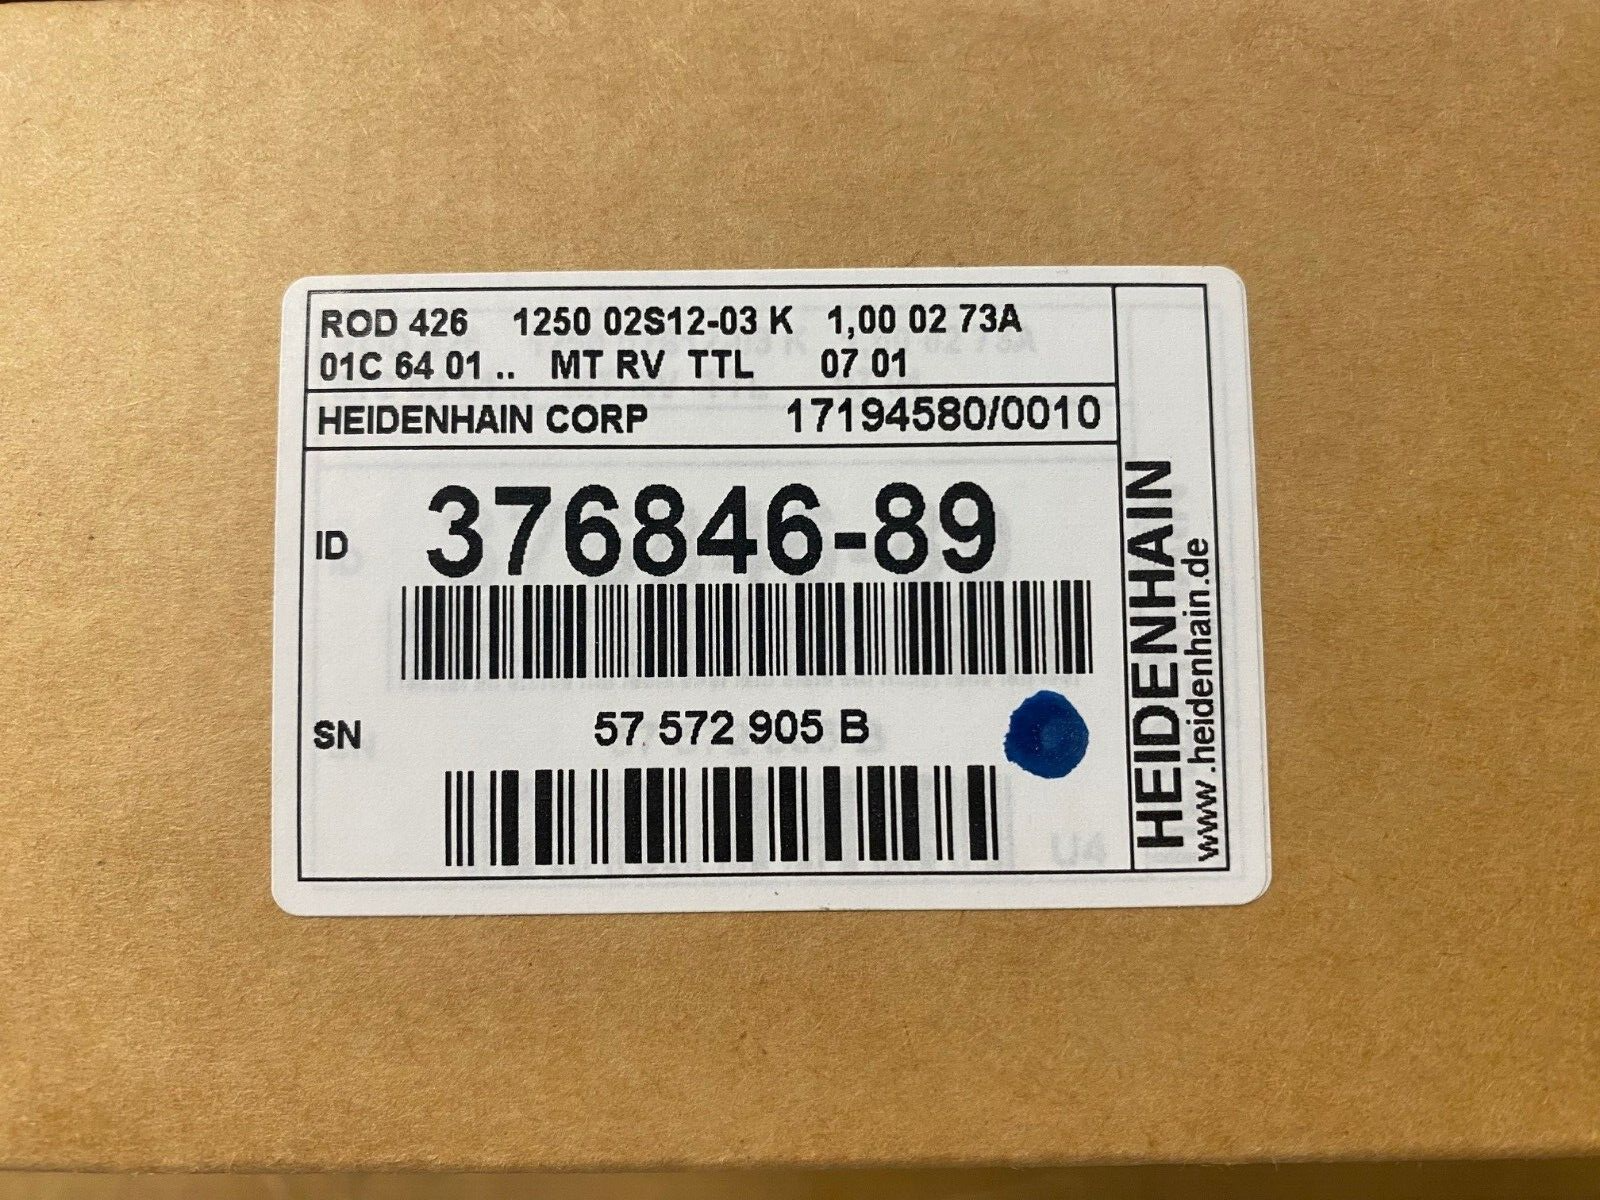 ROD 426 1250 02S12-03 K 1,00 02 73A
01C 64 01 .. MT RV TTL 07 01
HEIDENHAIN CORP 17194580/0010
ID 376846-89
SN 57 572 905 B
HEIDENHAIN
www.heidenhain.de
U4